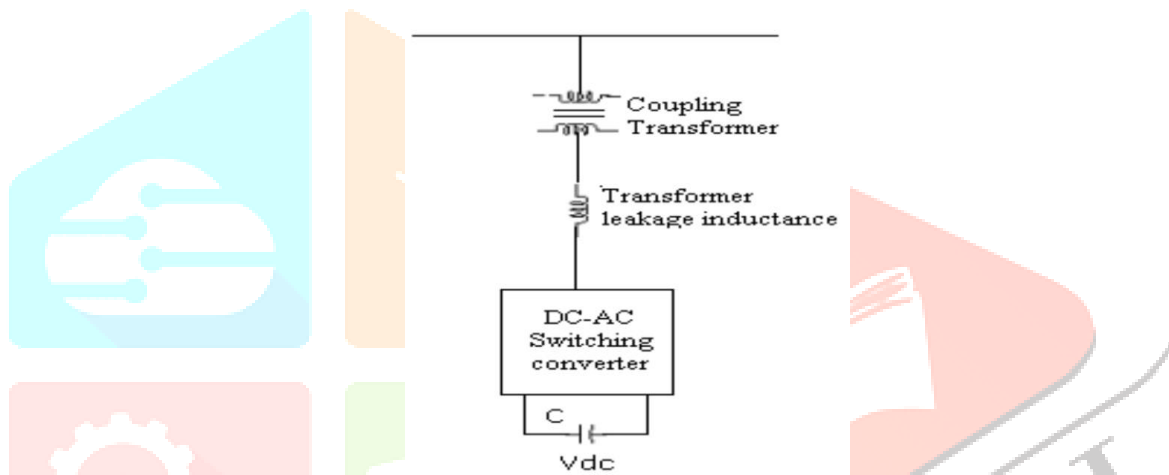 Coupling
Transformer
Transformer
leakage inductance
DC-AC
Switching
converter
C
Vdc